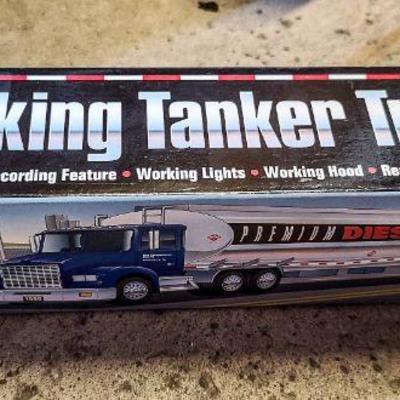 king Tanker Tr
cording Feature • Working Lights • Working Hood • Re
PREMIUM DIES